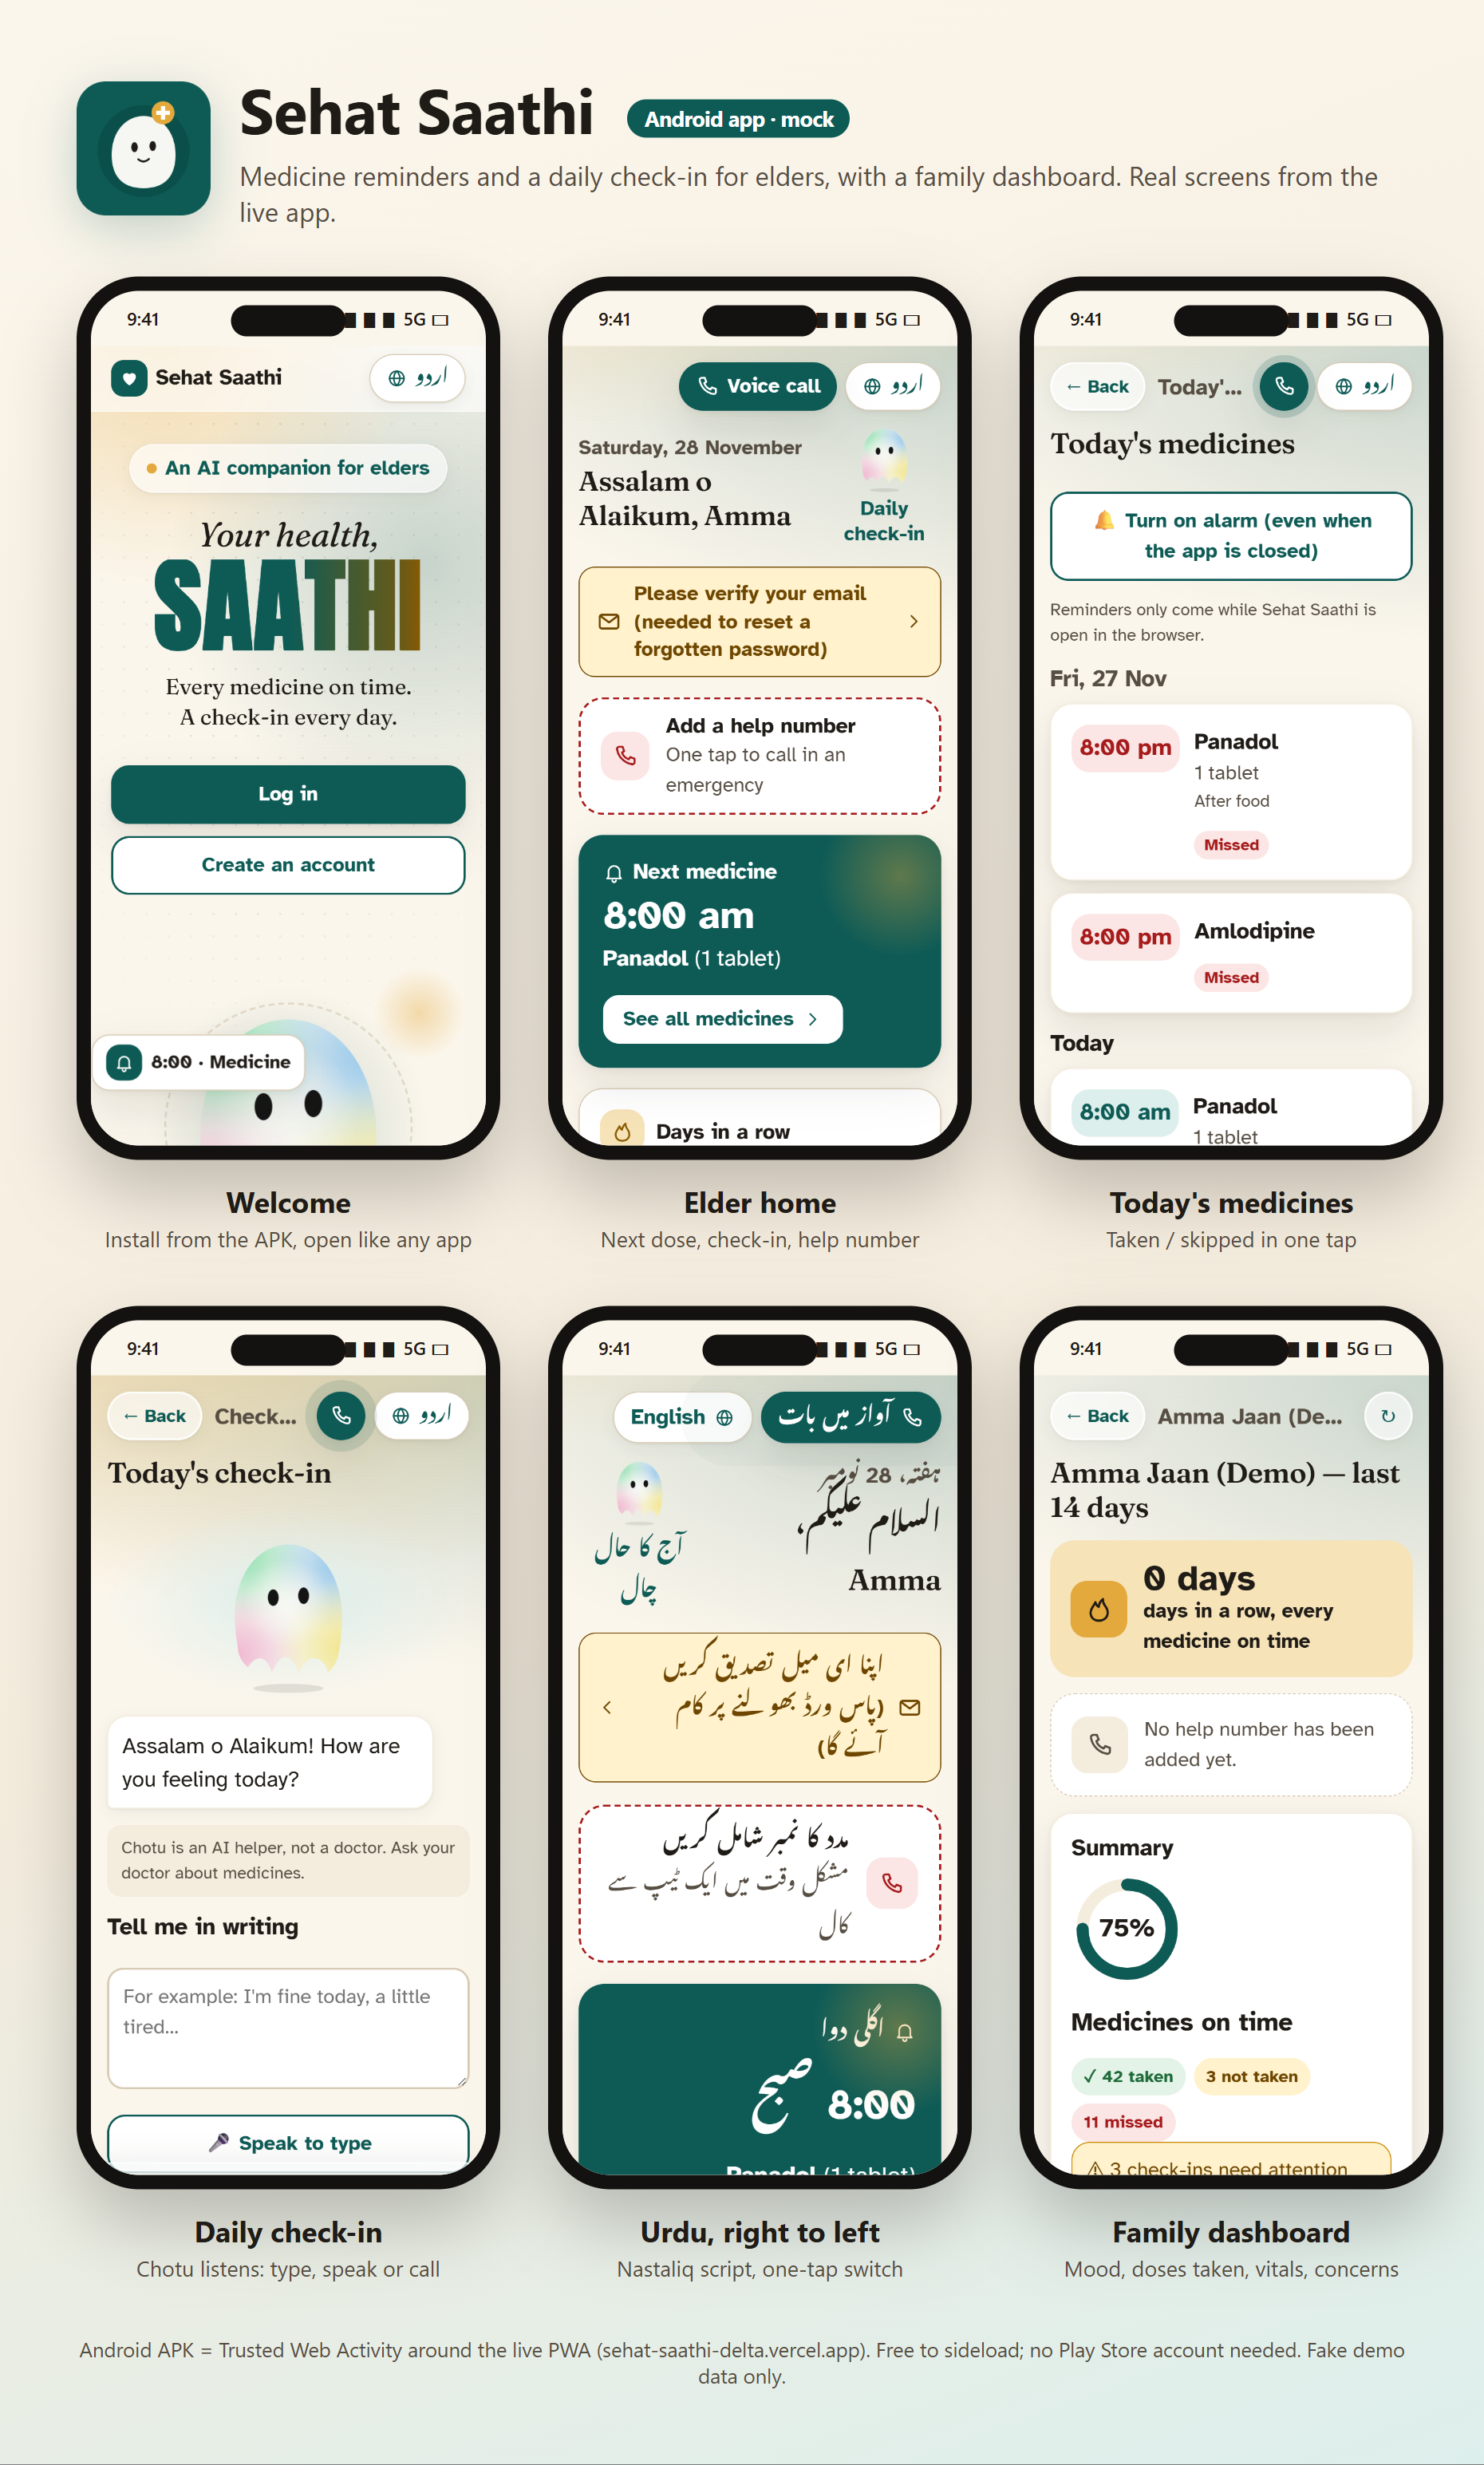 Sehat Saathi
Android app · mock
Medicine reminders and a daily check-in for elders, with a family dashboard. Real screens from the
live app.
9:41
5G
Sehat Saathi
اردو
An AI companion for elders
Your health,
SAATHI
Every medicine on time.
A check-in every day.
Log in
Create an account
8:00 · Medicine
Welcome
Install from the APK, open like any app
9:41
5G
Voice call
اردو
Saturday, 28 November
Assalam o
Alaikum, Amma
Daily
check-in
Please verify your email
(needed to reset a
forgotten password)
Add a help number
One tap to call in an
emergency
Next medicine
8:00 am
Panadol (1 tablet)
See all medicines
Days in a row
Elder home
Next dose, check-in, help number
9:41
5G
← Back
Today'...
اردو
Today's medicines
🔔 Turn on alarm (even when
the app is closed)
Reminders only come while Sehat Saathi is
open in the browser.
Fri, 27 Nov
8:00 pm
Panadol
1 tablet
After food
Missed
8:00 pm
Amlodipine
Missed
Today
8:00 am
Panadol
1 tablet
Today's medicines
Taken / skipped in one tap
9:41
5G
← Back
Check...
اردو
Today's check-in
Assalam o Alaikum! How are
you feeling today?
Chotu is an AI helper, not a doctor. Ask your
doctor about medicines.
Tell me in writing
For example: I'm fine today, a little
tired...
🎤 Speak to type
Daily check-in
Chotu listens: type, speak or call
9:41
5G
آواز میں بات
English
ہفتہ، 28 نومبر
السلام علیکم،
Amma
آج کا حال
چال
اپنا ای میل تصدیق کریں
(پاس ورڈ بھولنے پر کام
آئے گا)
مدد کا نمبر شامل کریں
مشکل وقت میں ایک ٹیپ سے
کال
اگلی دوا
8:00 صبح
Panadol (1 tablet)
Urdu, right to left
Nastaliq script, one-tap switch
9:41
5G
← Back
Amma Jaan (De...
↻
Amma Jaan (Demo) — last
14 days
0 days
days in a row, every
medicine on time
No help number has been
added yet.
Summary
75%
Medicines on time
✓ 42 taken
3 not taken
11 missed
⚠ 3 check-ins need attention
Family dashboard
Mood, doses taken, vitals, concerns
Android APK = Trusted Web Activity around the live PWA (sehat-saathi-delta.vercel.app). Free to sideload; no Play Store account needed. Fake demo
data only.